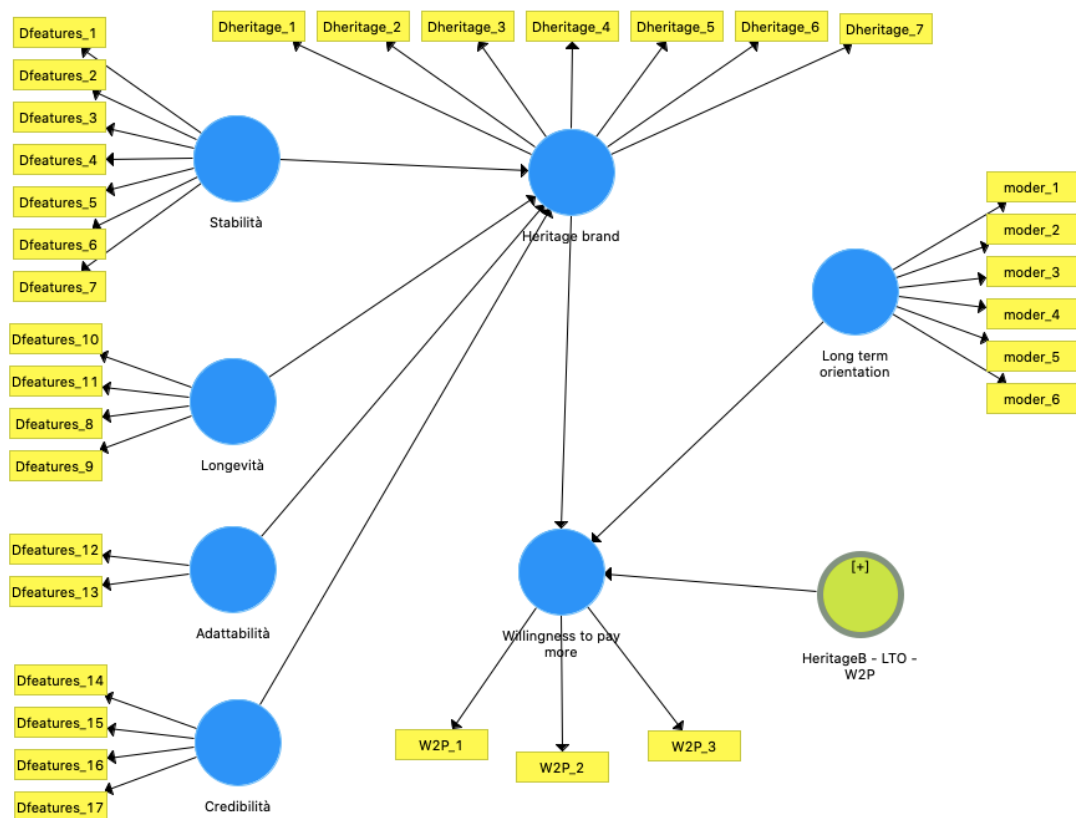 Dheritage_1
Dheritage_2
Dheritage_3
Dheritage_4
Dheritage_5
Dheritage_6
Dheritage_7
Dfeatures_1
Dfeatures_2
Dfeatures_3
Dfeatures_4
Dfeatures_5
Dfeatures_6
Dfeatures_7
Stabilità
Heritage brand
moder_1
moder_2
moder_3
moder_4
moder_5
moder_6
Long term
orientation
Dfeatures_10
Dfeatures_11
Dfeatures_8
Dfeatures_9
Longevità
Dfeatures_12
Dfeatures_13
Adattabilità
Willingness to pay
more
[+]
HeritageB - LTO -
W2P
Dfeatures_14
Dfeatures_15
Dfeatures_16
Dfeatures_17
Credibilità
W2P_1
W2P_2
W2P_3